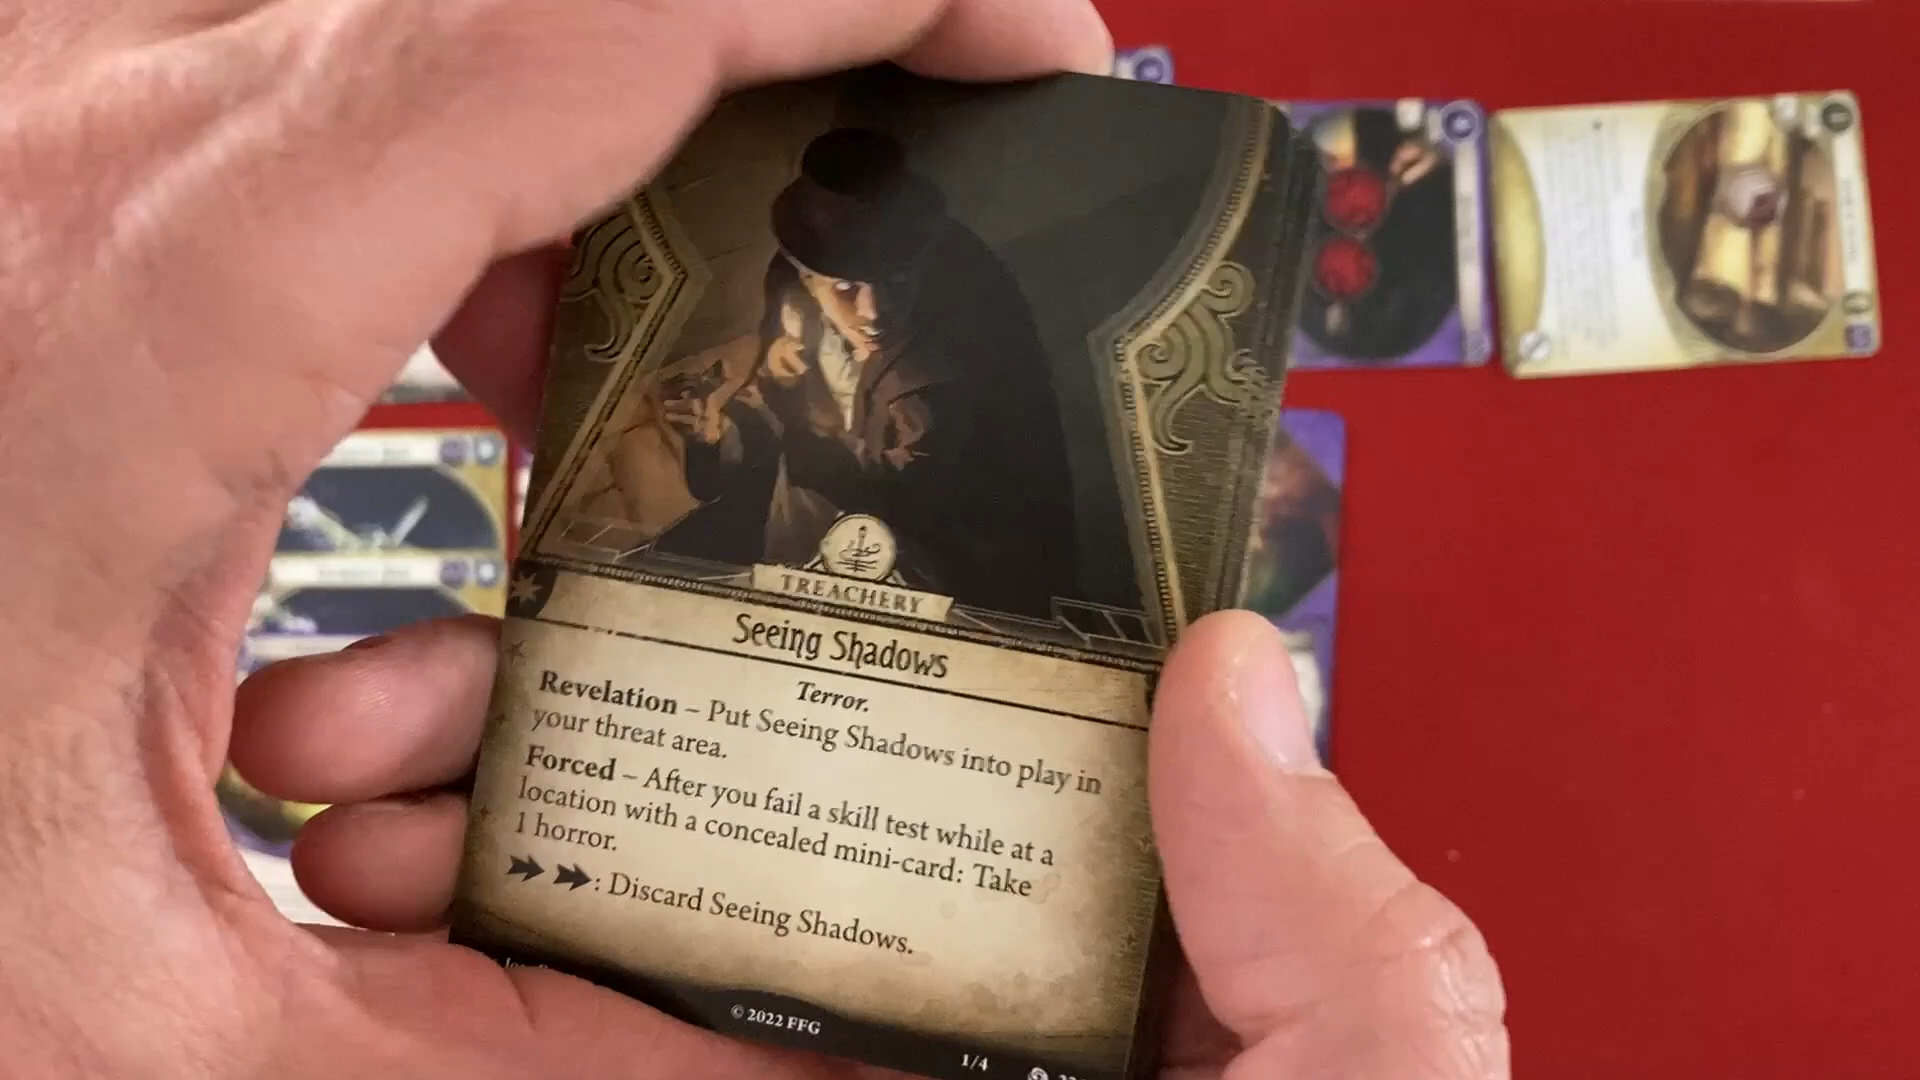 TREACHERY
Seeing Shadows
Terror.
Revelation – Put Seeing Shadows into play in
your threat area.
Forced – After you fail a skill test while at a
location with a concealed mini-card: Take
1 horror.
: Discard Seeing Shadows.
© 2022 FFG
1/4